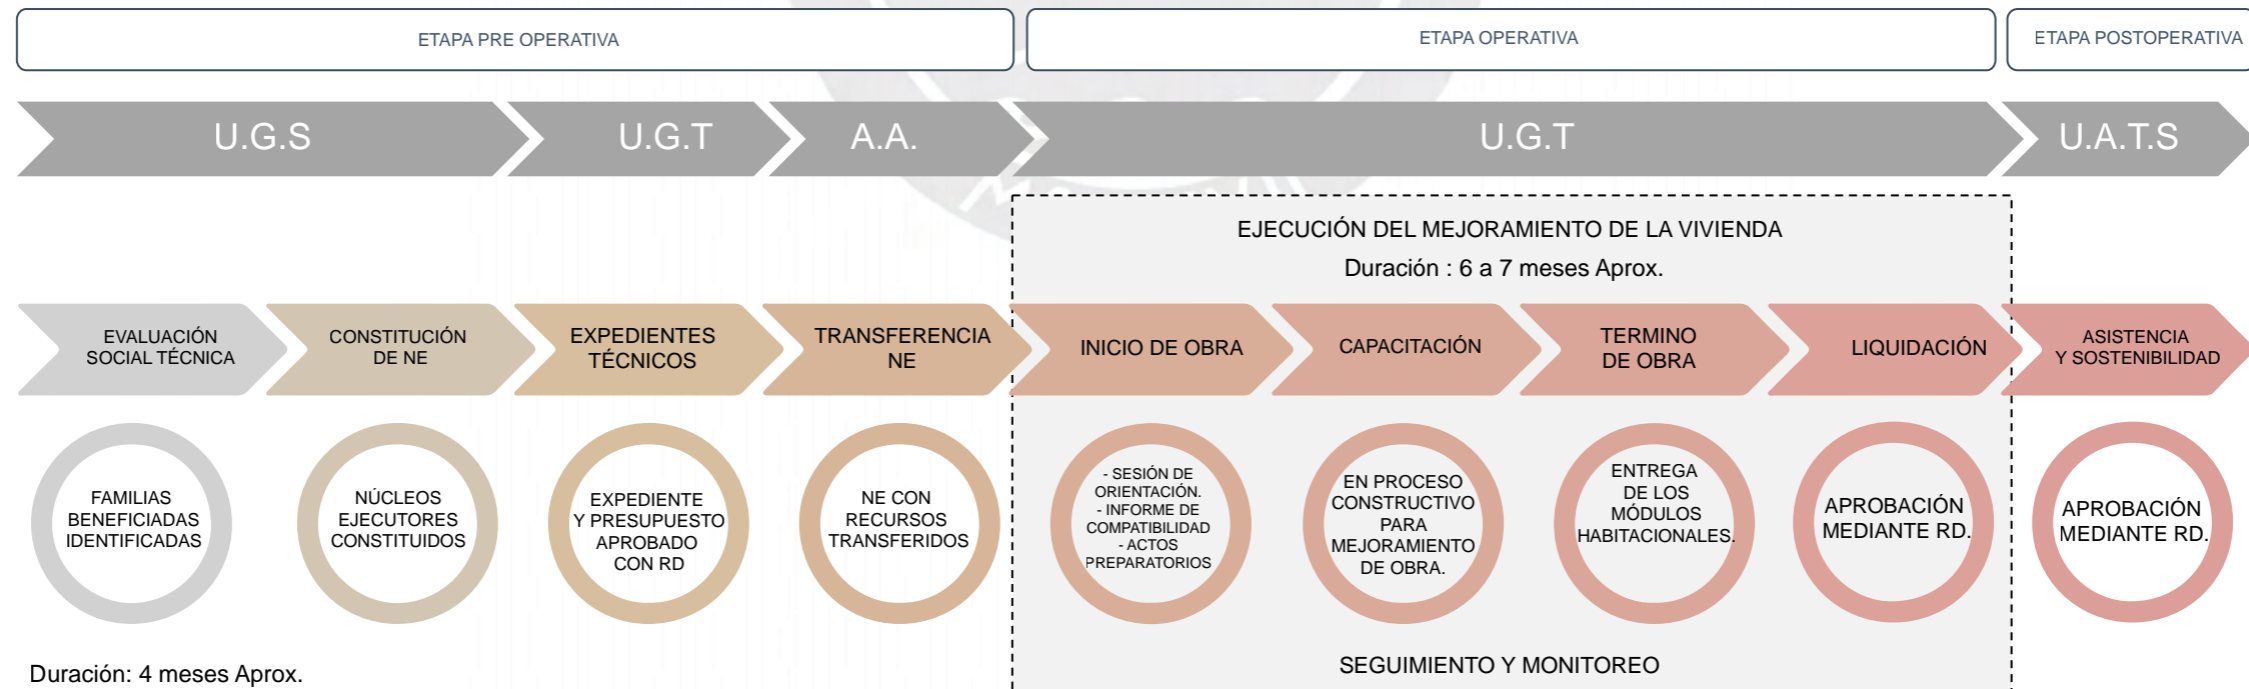 ETAPA PRE OPERATIVA
ETAPA OPERATIVA
ETAPA POSTOPERATIVA
U.G.S
U.G.T
A.A.
U.G.T
U.A.T.S
EJECUCIÓN DEL MEJORAMIENTO DE LA VIVIENDA
Duración : 6 a 7 meses Aprox.
EVALUACIÓN
SOCIAL TÉCNICA
CONSTITUCIÓN
DE NE
EXPEDIENTES
TÉCNICOS
TRANSFERENCIA
NE
INICIO DE OBRA
CAPACITACIÓN
TERMINO
DE OBRA
LIQUIDACIÓN
ASISTENCIA
Y SOSTENIBILIDAD
FAMILIAS
BENEFICIADAS
IDENTIFICADAS
NÚCLEOS
EJECUTORES
CONSTITUIDOS
EXPEDIENTE
Y PRESUPUESTO
APROBADO
CON RD
NE CON
RECURSOS
TRANSFERIDOS
- SESIÓN DE
ORIENTACIÓN.
- INFORME DE
COMPATIBILIDAD
- ACTOS
PREPARATORIOS
EN PROCESO
CONSTRUCTIVO
PARA
MEJORAMIENTO
DE OBRA.
ENTREGA
DE LOS
MÓDULOS
HABITACIONALES.
APROBACIÓN
MEDIANTE RD.
APROBACIÓN
MEDIANTE RD.
Duración: 4 meses Aprox.
SEGUIMIENTO Y MONITOREO